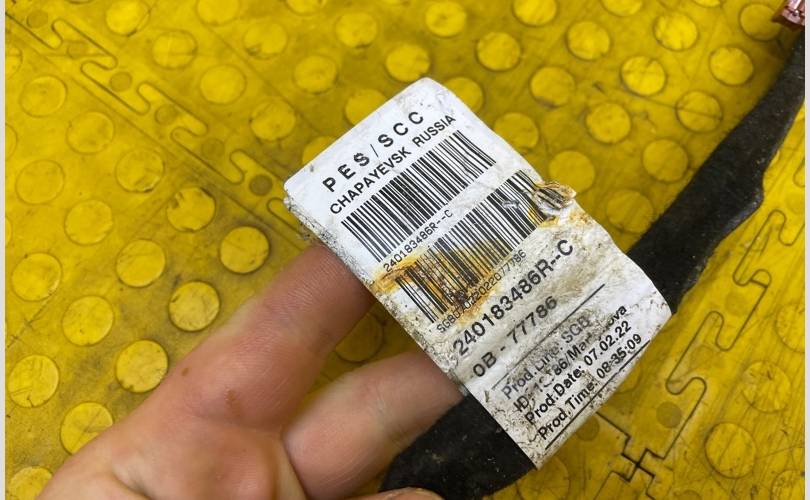 PES/SCC
CHAPAYEVSK RUSSIA
240183486R--C
240183486R--C
0B 77786
Prod.Line: SGB
Prod.Date: 07.02.22
Prod.Time: 08:35:09